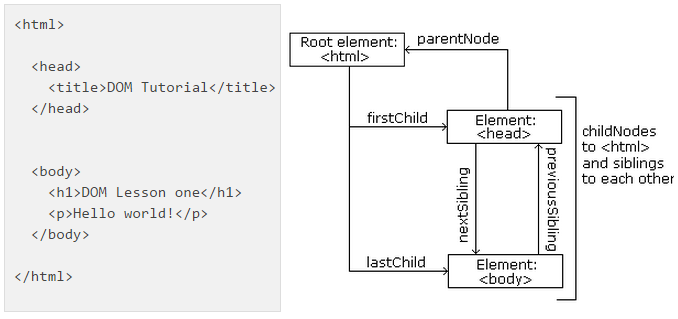 <html>
<head>
<title>DOM Tutorial</title>
</head>
<body>
<h1>DOM Lesson one</h1>
<p>Hello world!</p>
</body>
</html>
Root element:
<html>
parentNode
firstChild
Element:
<head>
nextSibling
previousSibling
lastChild
Element:
<body>
childNodes
to <html>
and siblings
to each other